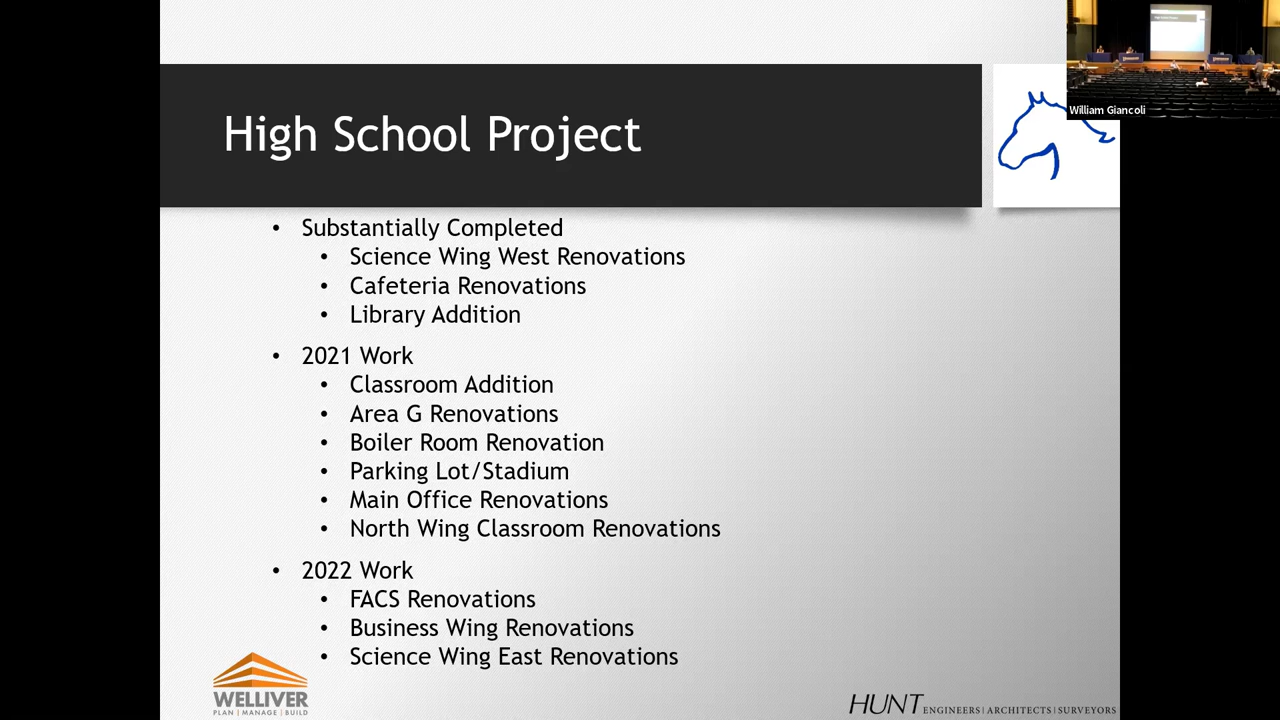 William Giancoli
High School Project
• Substantially Completed
• Science Wing West Renovations
• Cafeteria Renovations
• Library Addition
• 2021 Work
• Classroom Addition
• Area G Renovations
• Boiler Room Renovation
• Parking Lot/Stadium
• Main Office Renovations
• North Wing Classroom Renovations
• 2022 Work
• FACS Renovations
• Business Wing Renovations
• Science Wing East Renovations
WELLIVER
PLAN | MANAGE | BUILD
HUNT ENGINEERS | ARCHITECTS | SURVEYORS